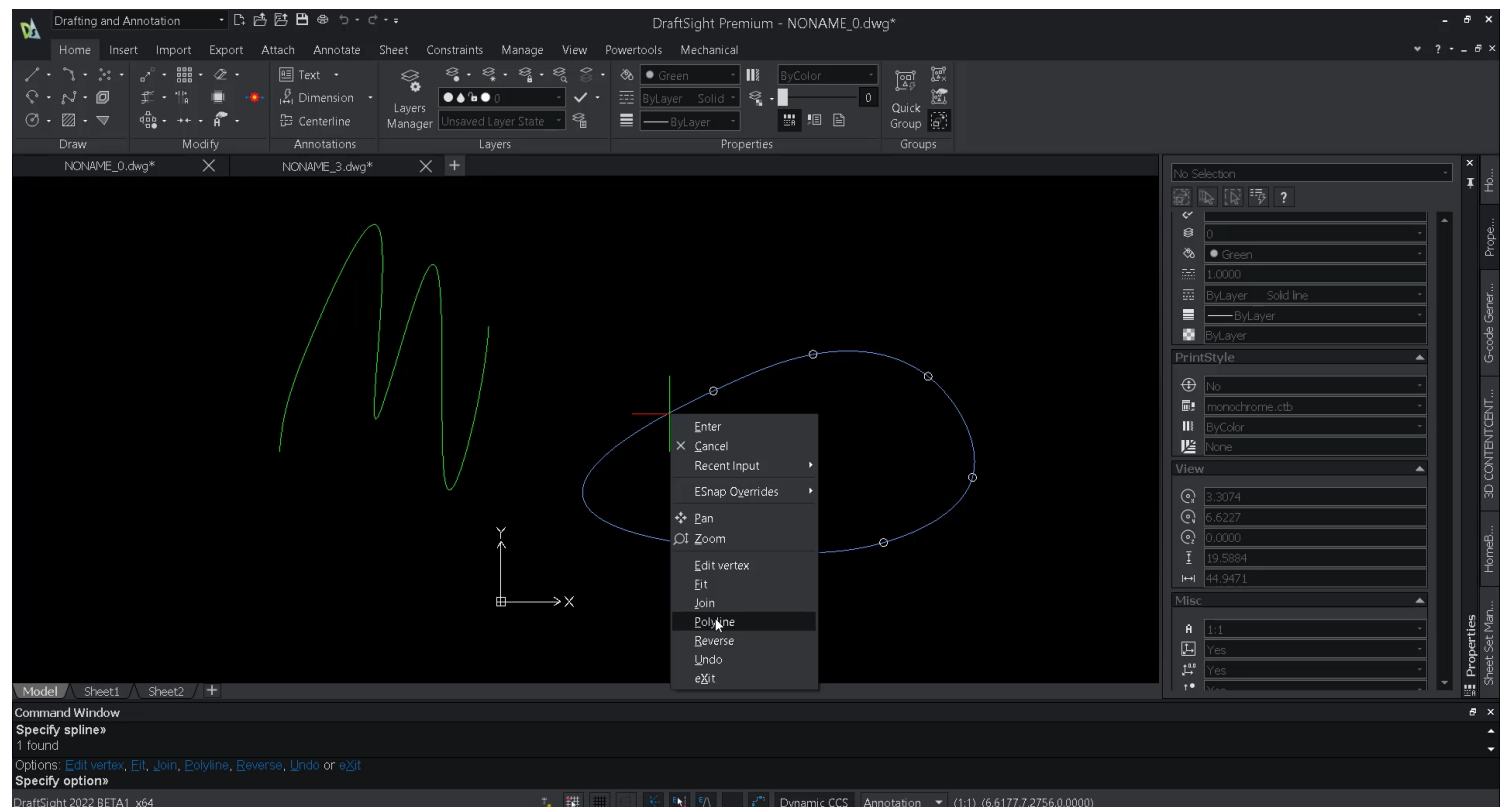 Drafting and Annotation
DraftSight Premium - NONAME_0.dwg*
Home Insert Import Export Attach Annotate Sheet Constraints Manage View Powertools Mechanical
Text
Dimension
Centerline
Layers
Manager
0
Unsaved Layer State
Green
ByColor
ByLayer Solid
0
ByLayer
Quick
Group
Draw Modify Annotations Layers Properties Groups
NONAME_0.dwg* NONAME_3.dwg*
Y
X
Enter
Cancel
Recent Input
ESnap Overrides
Pan
Zoom
Edit vertex
Fit
Join
Polyline
Reverse
Undo
eXit
No Selection
0
Green
1.0000
ByLayer Solid line
ByLayer
ByLayer
PrintStyle
No
monochrome.ctb
ByColor
None
View
3.3074
6.6227
0.0000
19.5884
44.9471
Misc
1:1
Yes
Yes
Ho...
Prope...
G-code Gener...
3D CONTENTCENT...
HomeB...
Sheet Set Man...
Properties
Model Sheet1 Sheet2
Command Window
Specify spline»
1 found
Options: Edit vertex, Fit, Join, Polyline, Reverse, Undo or eXit
Specify option»
DraftSight 2022 BETA1 x64 Dynamic CCS Annotation (1:1) (6.6177,7.2756,0.0000)